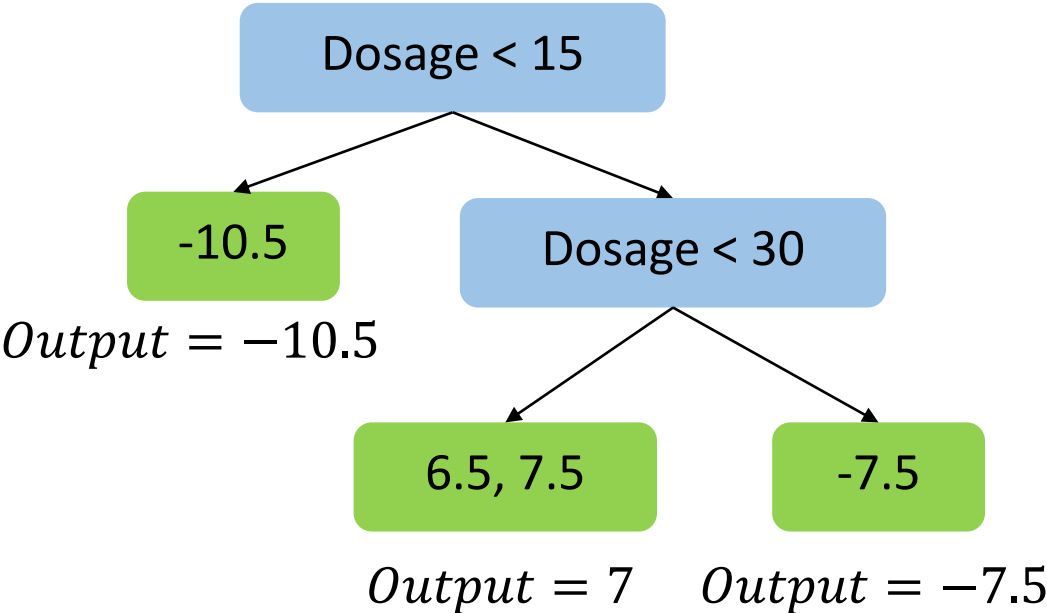 Dosage < 15
-10.5
Dosage < 30
Output = −10.5
6.5, 7.5
-7.5
Output = 7
Output = −7.5